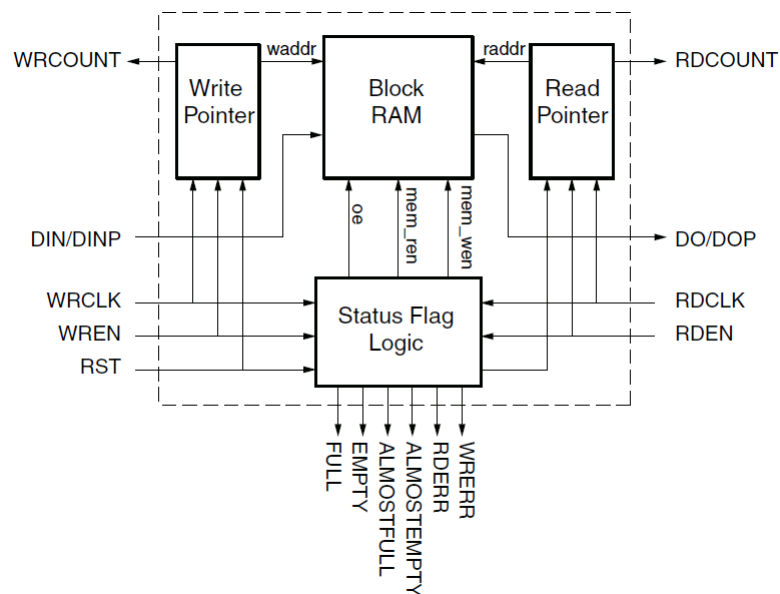 WRCOUNT
waddr
raddr
RDCOUNT
Write
Pointer
Block
RAM
Read
Pointer
DIN/DINP
oe
mem_ren
mem_wen
DO/DOP
WRCLK
WREN
RST
Status Flag
Logic
RDCLK
RDEN
FULL
EMPTY
ALMOSTFULL
ALMOSTEMPTY
RDERR
WRERR